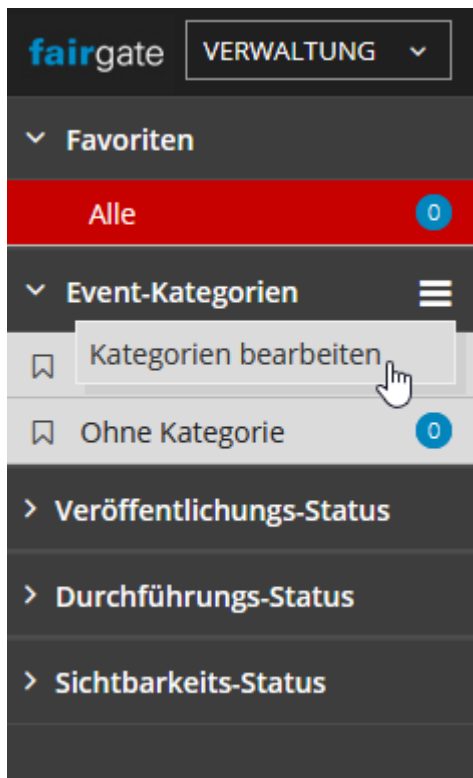 fairgate VERWALTUNG
Favoriten
Alle 0
Event-Kategorien
Kategorien bearbeiten
Ohne Kategorie 0
Veröffentlichungs-Status
Durchführungs-Status
Sichtbarkeits-Status